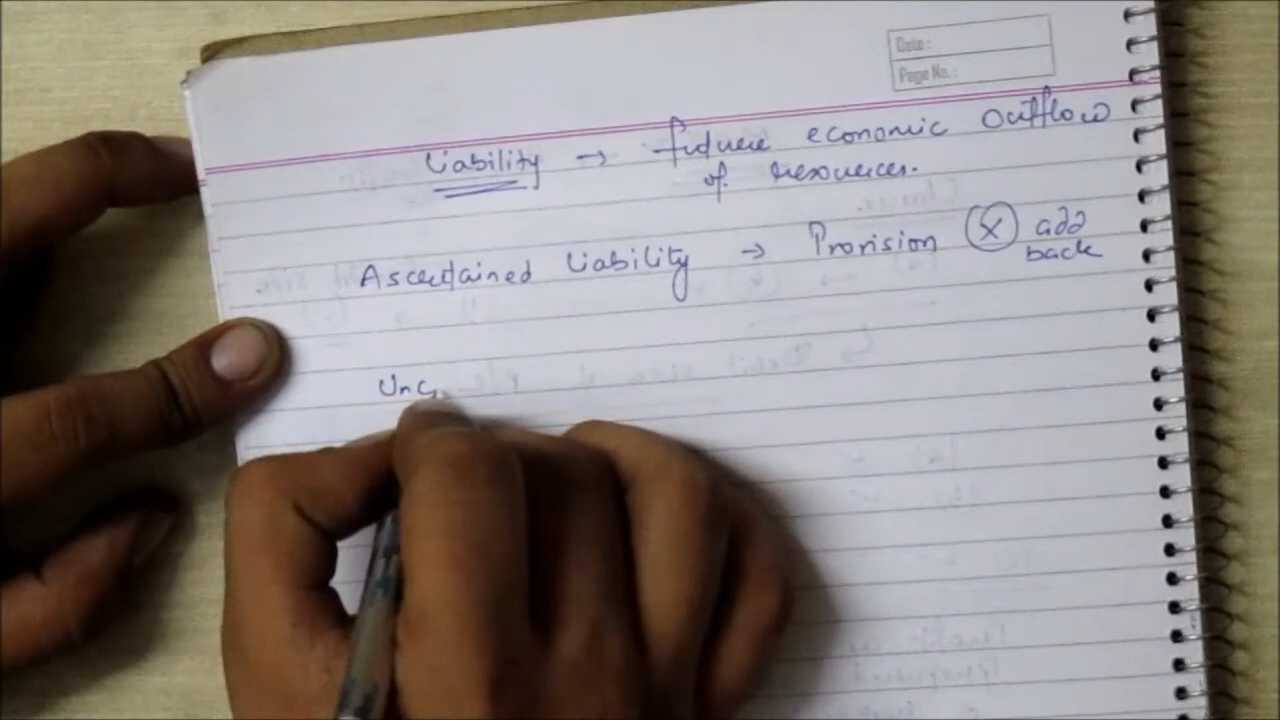 Date :
Page No. :
Liability → future economic outflow
of resources.
Ascertained Liability → Provision (X) add
back
Unc